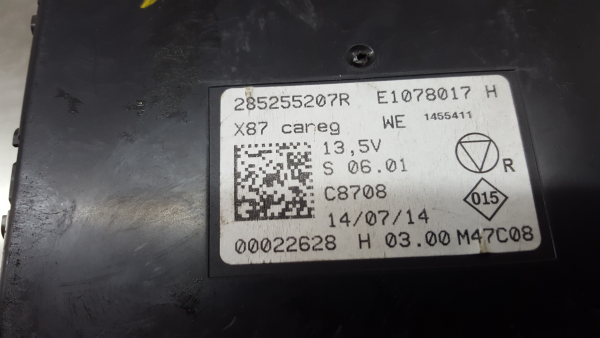 285255207R E1078017 H
X87 careg WE 1455411
13,5V
S 06.01
R
C8708
015
14/07/14
00022628 H 03.00 M47C08